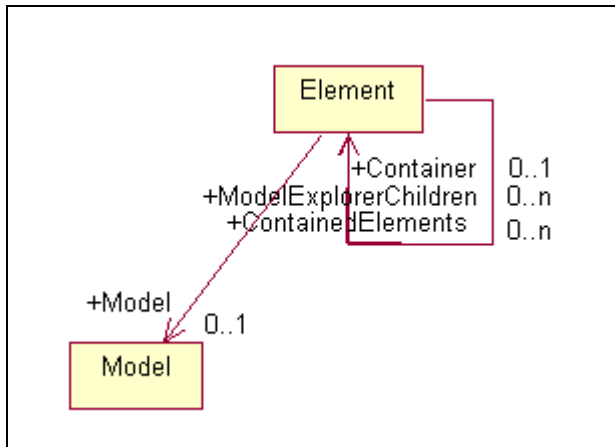 Element
+Container 0..1
+ModelExplorerChildren 0..n
+ContainedElements 0..n
+Model 0..1
Model